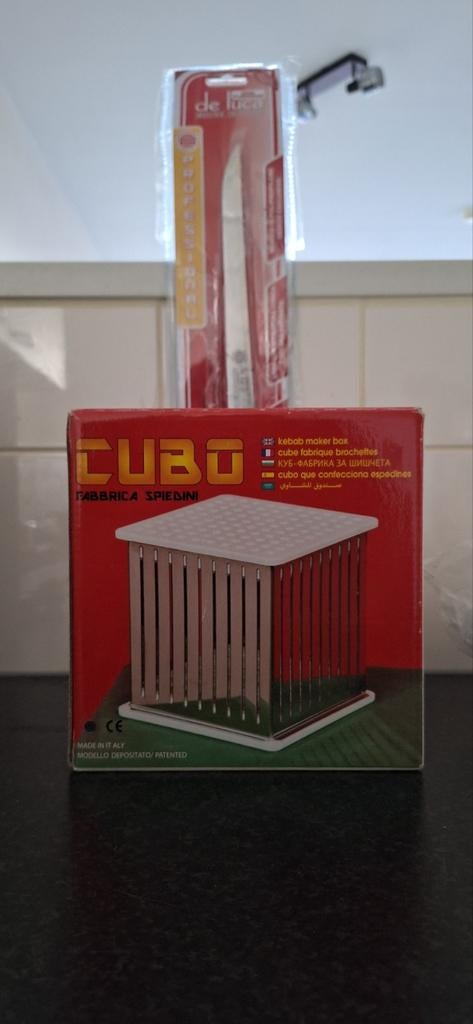 de luca
PROFESSIONAL
CUBO
FABBRICA SPIEDINI
kebab maker box
cube fabrique brochettes
КУБ-ФАБРИКА ЗА ШИШЧЕТА
cubo que confecciona espedines
صندوق للشاوي
CE
MADE IN ITALY
MODELLO DEPOSITATO/ PATENTED